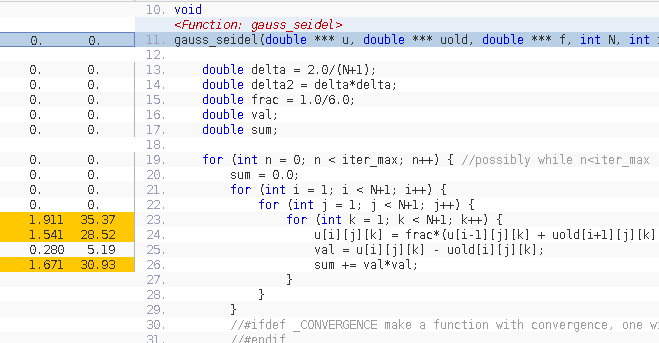 10. void
<Function: gauss_seidel>
0. 0. 11. gauss_seidel(double *** u, double *** uold, double *** f, int N, int
12.
0. 0. 13. double delta = 2.0/(N+1);
0. 0. 14. double delta2 = delta*delta;
0. 0. 15. double frac = 1.0/6.0;
0. 0. 16. double val;
0. 0. 17. double sum;
18.
0. 0. 19. for (int n = 0; n < iter_max; n++) { //possibly while n<iter_max
0. 0. 20. sum = 0.0;
0. 0. 21. for (int i = 1; i < N+1; i++) {
0. 0. 22. for (int j = 1; j < N+1; j++) {
1.911 35.37 23. for (int k = 1; k < N+1; k++) {
1.541 28.52 24. u[i][j][k] = frac*(u[i-1][j][k] + uold[i+1][j][k]
0.280 5.19 25. val = u[i][j][k] - uold[i][j][k];
1.671 30.93 26. sum += val*val;
27. }
28. }
29. }
30. //#ifdef _CONVERGENCE make a function with convergence, one
31. //#endif